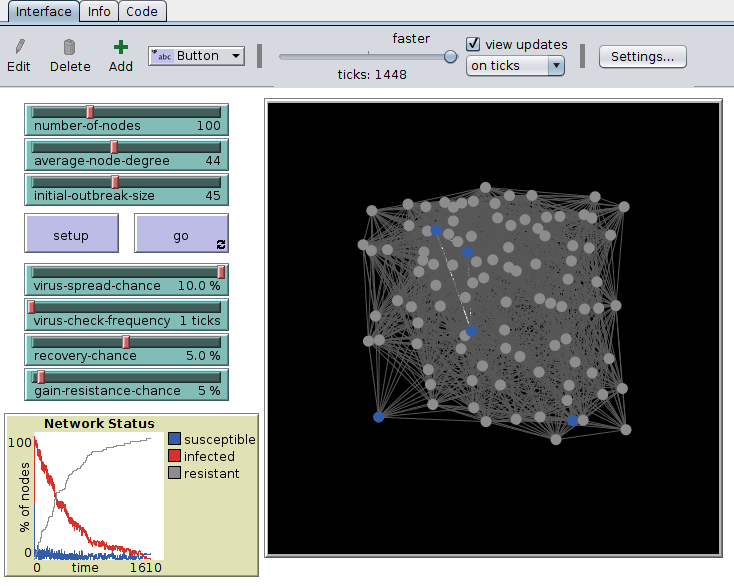 Interface Info Code
Edit Delete Add abc Button faster view updates on ticks Settings...
ticks: 1448
number-of-nodes 100
average-node-degree 44
initial-outbreak-size 45
setup go
virus-spread-chance 10.0 %
virus-check-frequency 1 ticks
recovery-chance 5.0 %
gain-resistance-chance 5 %
Network Status
100
% of nodes
0
0 time 1610
susceptible
infected
resistant